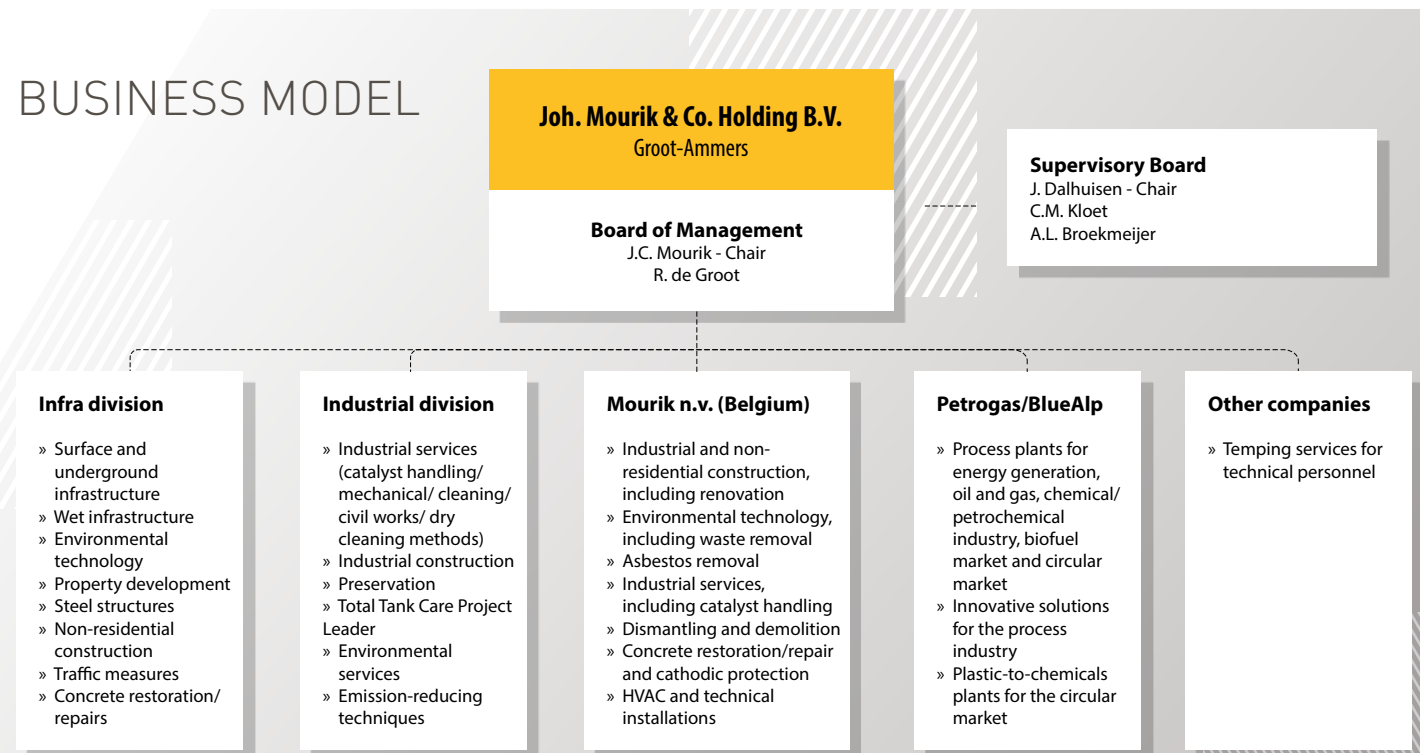 BUSINESS MODEL
Joh. Mourik & Co. Holding B.V.
Groot-Ammers
Board of Management
J.C. Mourik - Chair
R. de Groot
Supervisory Board
J. Dalhuisen - Chair
C.M. Kloet
A.L. Broekmeijer
Infra division
» Surface and
underground
infrastructure
» Wet infrastructure
» Environmental
technology
» Property development
» Steel structures
» Non-residential
construction
» Traffic measures
» Concrete restoration/
repairs
Industrial division
» Industrial services
(catalyst handling/
mechanical/ cleaning/
civil works/ dry
cleaning methods)
» Industrial construction
» Preservation
» Total Tank Care Project
Leader
» Environmental
services
» Emission-reducing
techniques
Mourik n.v. (Belgium)
» Industrial and non-
residential construction,
including renovation
» Environmental technology,
including waste removal
» Asbestos removal
» Industrial services,
including catalyst handling
» Dismantling and demolition
» Concrete restoration/repair
and cathodic protection
» HVAC and technical
installations
Petrogas/BlueAlp
» Process plants for
energy generation,
oil and gas, chemical/
petrochemical
industry, biofuel
market and circular
market
» Innovative solutions
for the process
industry
» Plastic-to-chemicals
plants for the circular
market
Other companies
» Temping services for
technical personnel